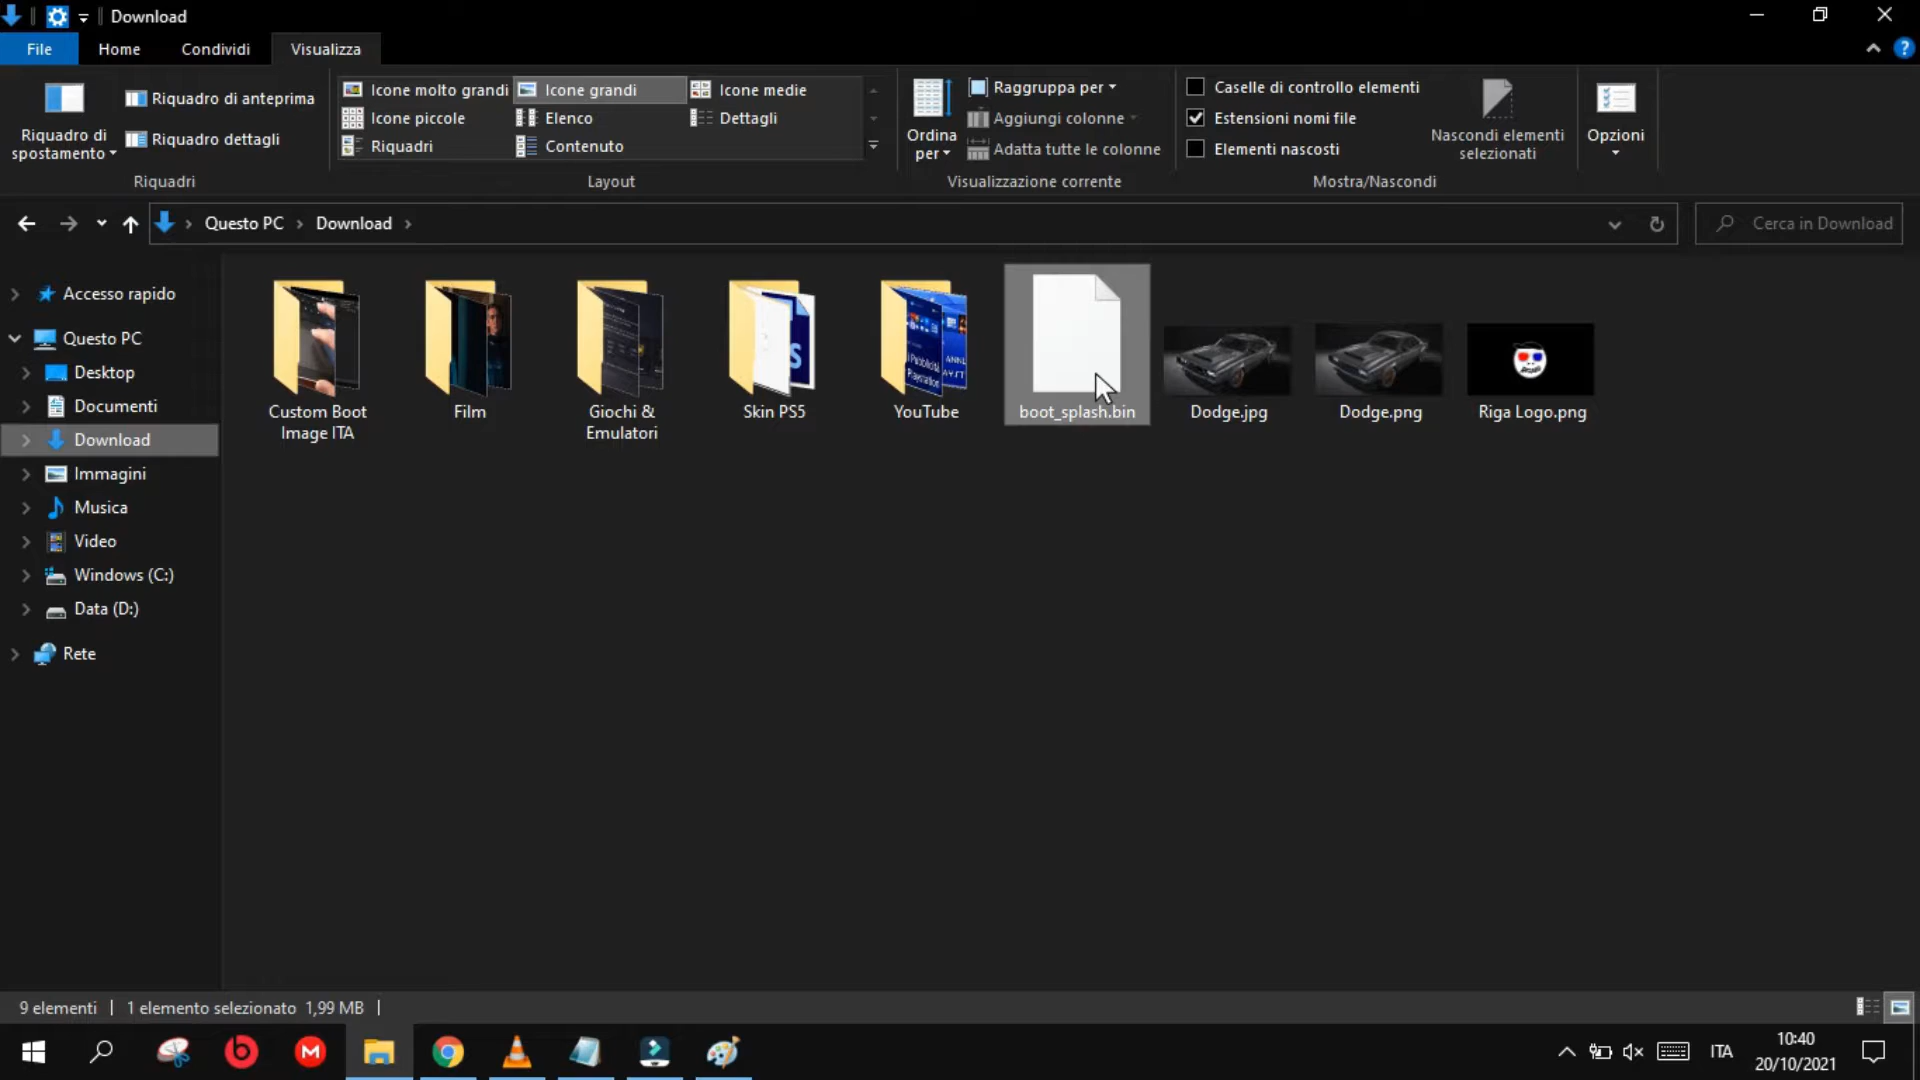 Download
File Home Condividi Visualizza
Riquadro di spostamento
Riquadro di anteprima
Riquadro dettagli
Riquadri
Icone molto grandi Icone grandi Icone medie
Icone piccole Elenco Dettagli
Riquadri Contenuto
Layout
Ordina per
Raggruppa per
Aggiungi colonne
Adatta tutte le colonne
Visualizzazione corrente
Caselle di controllo elementi
Estensioni nomi file
Elementi nascosti
Nascondi elementi selezionati
Mostra/Nascondi
Opzioni
Questo PC > Download >
Cerca in Download
Accesso rapido
Questo PC
Desktop
Documenti
Download
Immagini
Musica
Video
Windows (C:)
Data (D:)
Rete
Custom Boot Image ITA
Film
Giochi & Emulatori
Skin PS5
YouTube
boot_splash.bin
Dodge.jpg
Dodge.png
Riga Logo.png
9 elementi
1 elemento selezionato 1,99 MB
ITA
10:40
20/10/2021